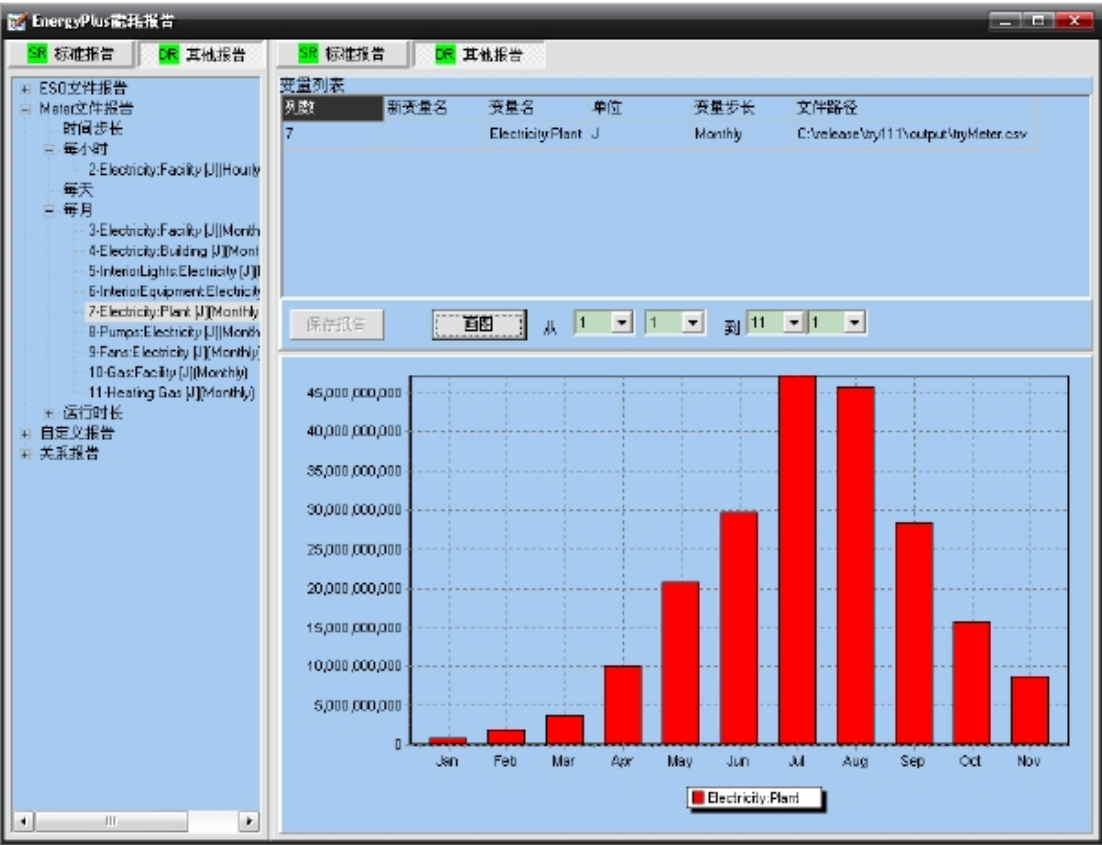 EnergyPlus能耗报告
SR 标准报告
DR 其他报告
SR 标准报告
DR 其他报告
ESO文件报告
Meter文件报告
时间步长
每小时
2-Electricity:Facility [J](Hourly
每天
每月
3-Electricity:Facility [J](Month
4-Electricity:Building [J](Mont
5-InteriorLights:Electricity [J](
6-InteriorEquipment:Electricity
7-Electricity:Plant [J](Monthly
8-Pumps:Electricity [J](Month
9-Fans:Electricity [J](Monthly)
10-Gas:Facility [J](Monthly)
11-Heating:Gas [J](Monthly)
运行时长
自定义报告
关系报告
变量列表
列数 新变量名 变量名 单位 变量步长 文件路径
7 Electricity:Plant J Monthly C:\release\try111\output\tryMeter.csv
保存报告 画图 从 1 1 到 11 1
45,000,000,000
40,000,000,000
35,000,000,000
30,000,000,000
25,000,000,000
20,000,000,000
15,000,000,000
10,000,000,000
5,000,000,000
0
Jan Feb Mar Apr May Jun Jul Aug Sep Oct Nov
Electricity:Plant